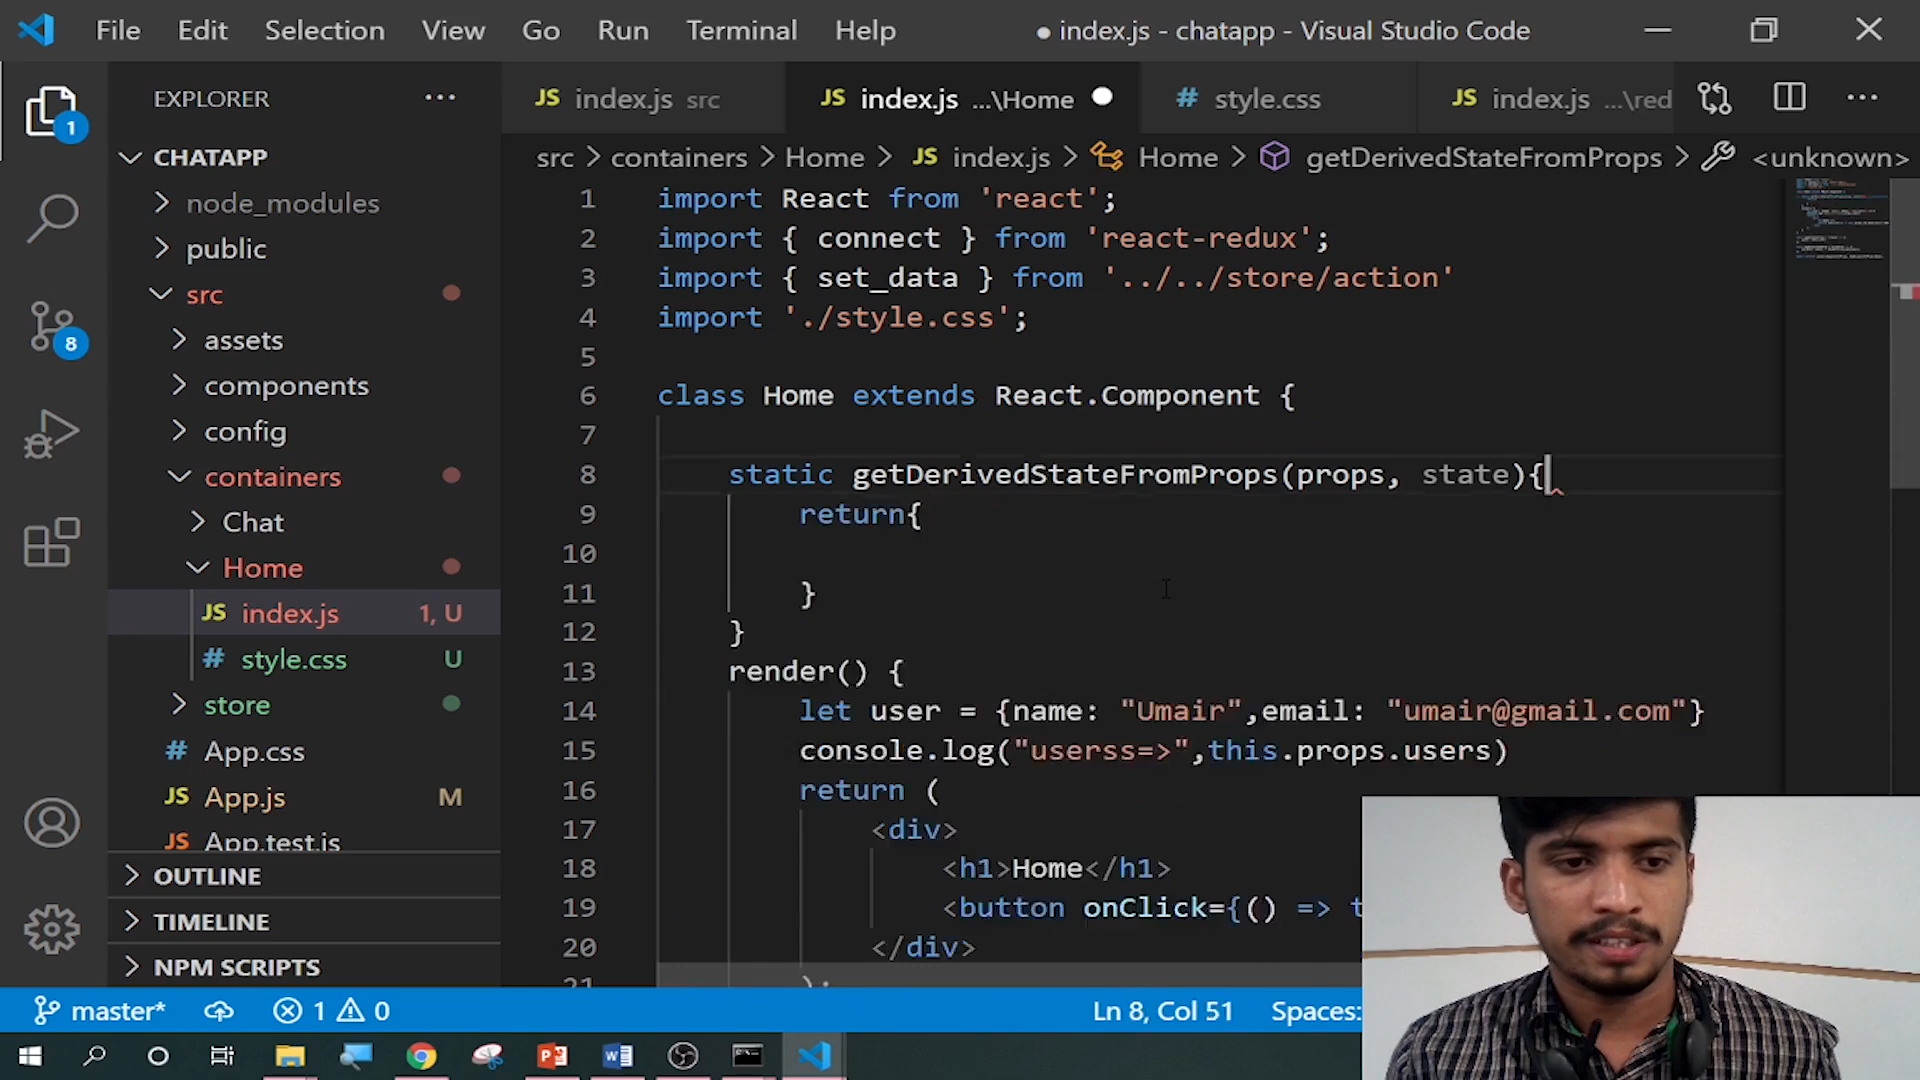 File Edit Selection View Go Run Terminal Help ● index.js - chatapp - Visual Studio Code
EXPLORER ···
JS index.js src JS index.js ...\Home # style.css JS index.js ...\red
src > containers > Home > JS index.js > Home > getDerivedStateFromProps > <unknown>
1
CHATAPP
node_modules
public
src
assets
components
config
containers
Chat
Home
JS index.js 1, U
# style.css U
store
# App.css
JS App.js M
JS App.test.js
OUTLINE
TIMELINE
NPM SCRIPTS
8
1 import React from 'react';
2 import { connect } from 'react-redux';
3 import { set_data } from '../../store/action'
4 import './style.css';
5
6 class Home extends React.Component {
7
8 static getDerivedStateFromProps(props, state){
9 return{
10
11 }
12 }
13 render() {
14 let user = {name: "Umair",email: "umair@gmail.com"}
15 console.log("userss=>",this.props.users)
16 return (
17 <div>
18 <h1>Home</h1>
19 <button onClick={() => t
20 </div>
21 );
master* 1 0 Ln 8, Col 51 Spaces: